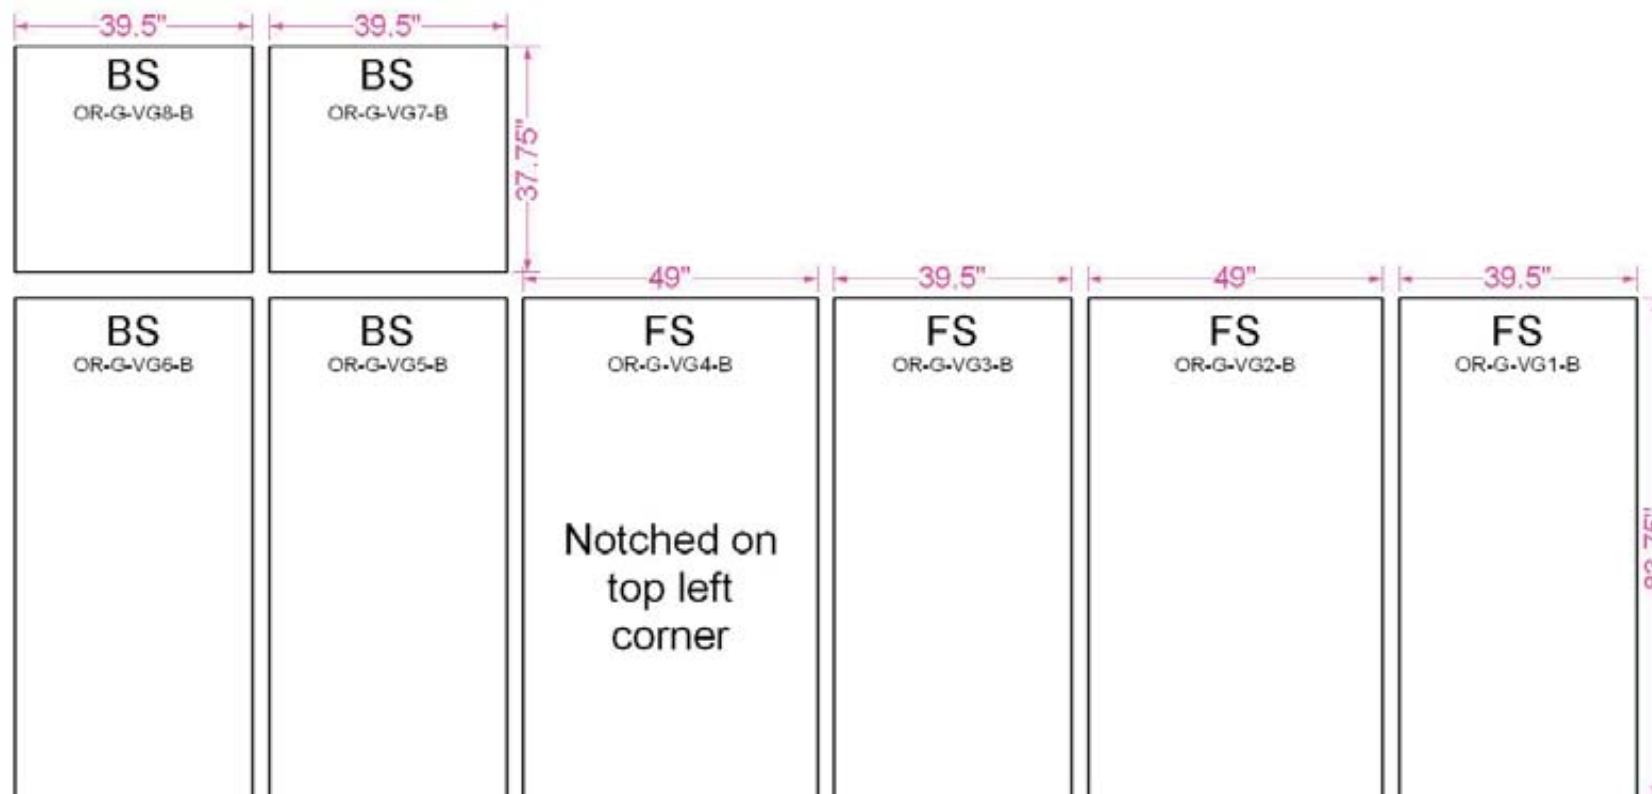 39.5" 39.5"
BS BS
OR-G-VG8-B OR-G-VG7-B
37.75"
49" 39.5" 49" 39.5"
BS BS FS FS FS FS
OR-G-VG6-B OR-G-VG5-B OR-G-VG4-B OR-G-VG3-B OR-G-VG2-B OR-G-VG1-B
Notched on
top left
corner